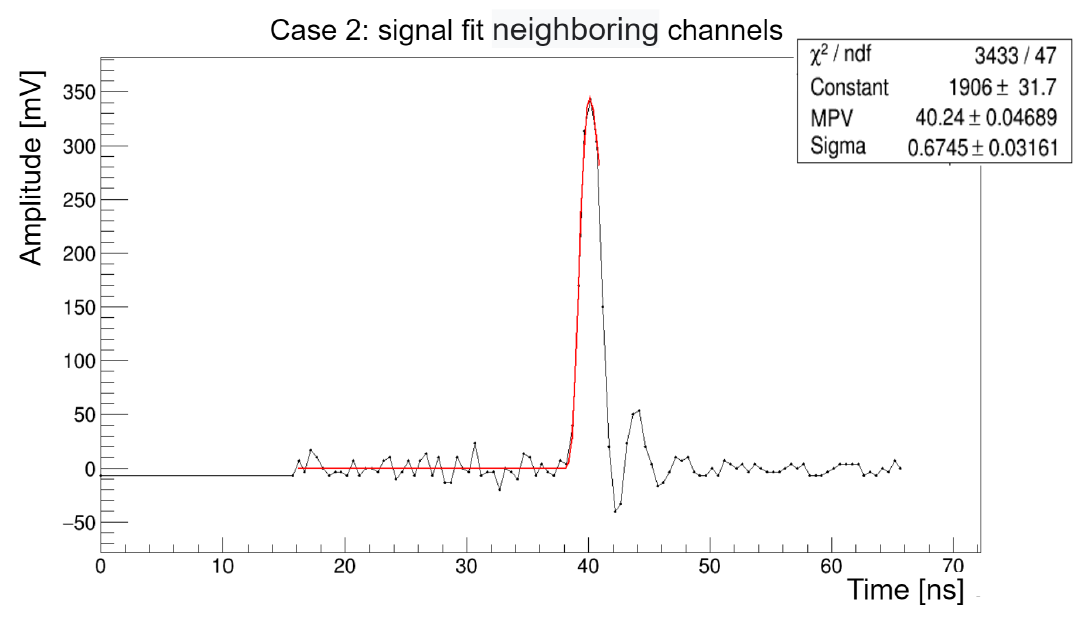 Case 2: signal fit neighboring channels
χ² / ndf 3433 / 47
Constant 1906 ± 31.7
MPV 40.24 ± 0.04689
Sigma 0.6745 ± 0.03161
Amplitude [mV]
350
300
250
200
150
100
50
0
−50
0 10 20 30 40 50 60 70
Time [ns]